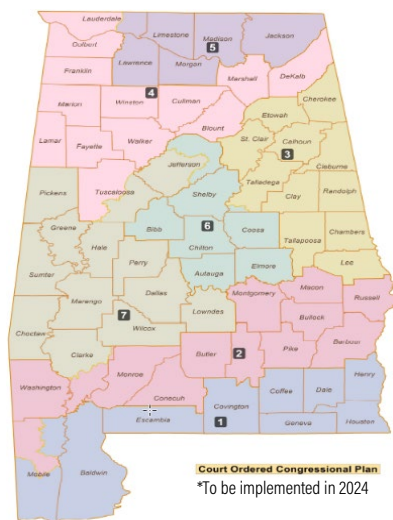 Lauderdale
Limestone
Madison
Jackson
5
Colbert
Lawrence
Morgan
Franklin
Marshall
DeKalb
4
Cherokee
Marion
Winston
Cullman
Etowah
Blount
St. Clair
Calhoun
Lamar
Fayette
Walker
3
Jefferson
Cleburne
Pickens
Talladega
Randolph
Tuscaloosa
Shelby
Clay
Greene
Bibb
6
Coosa
Chambers
Hale
Chilton
Tallapoosa
Perry
Lee
Sumter
Autauga
Elmore
Dallas
Macon
Marengo
Montgomery
Russell
Lowndes
7
Bullock
Choctaw
Wilcox
Barbour
Clarke
Butler
2
Pike
Monroe
Henry
Washington
Conecuh
Coffee
Dale
Covington
Escambia
1
Geneva
Houston
Mobile
Baldwin
Court Ordered Congressional Plan
*To be implemented in 2024